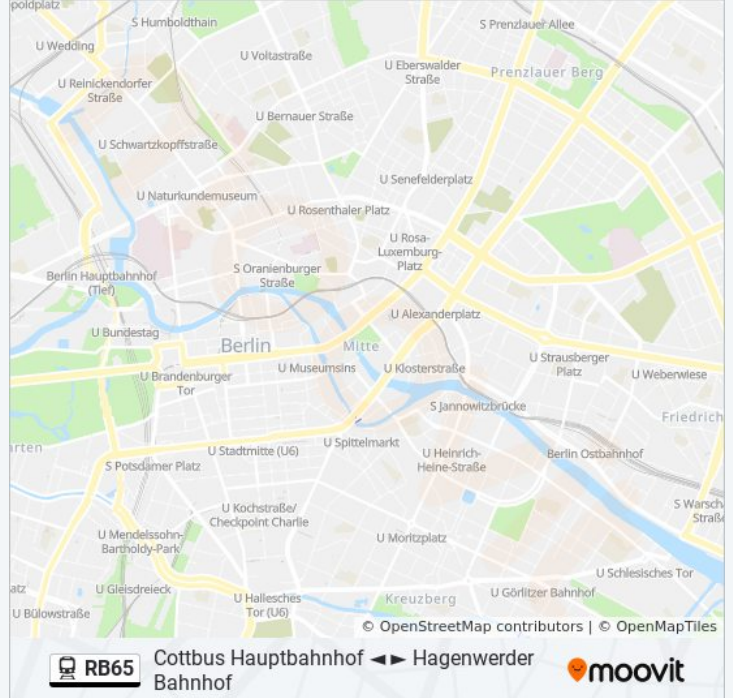 poldplatz
S Humboldthain
S Prenzlauer Allee
U Wedding
U Voltastraße
U Eberswalder
Straße
Prenzlauer Berg
U Reinickendorfer
Straße
U Bernauer Straße
U Schwartzkopffstraße
U Senefelderplatz
U Naturkundemuseum
U Rosenthaler Platz
U Rosa-
Luxemburg-
Platz
Berlin Hauptbahnhof
(Tief)
S Oranienburger
Straße
U Alexanderplatz
U Bundestag
Berlin
Mitte
U Strausberger
Platz
U Museumsins
U Klosterstraße
U Weberwiese
U Brandenburger
Tor
S Jannowitzbrücke
Friedrich
rten
U Spittelmarkt
U Stadtmitte (U6)
U Heinrich-
Heine-Straße
Berlin Ostbahnhof
S Potsdamer Platz
U Kochstraße/
Checkpoint Charlie
S Warsch
Straße
U Mendelssohn-
Bartholdy-Park
U Moritzplatz
U Schlesisches Tor
atz
U Gleisdreieck
U Hallesches
Tor (U6)
Kreuzberg
U Görlitzer Bahnhof
U Bülowstraße
© OpenStreetMap contributors | © OpenMapTiles
RB65
Cottbus Hauptbahnhof ◄► Hagenwerder
Bahnhof
moovit